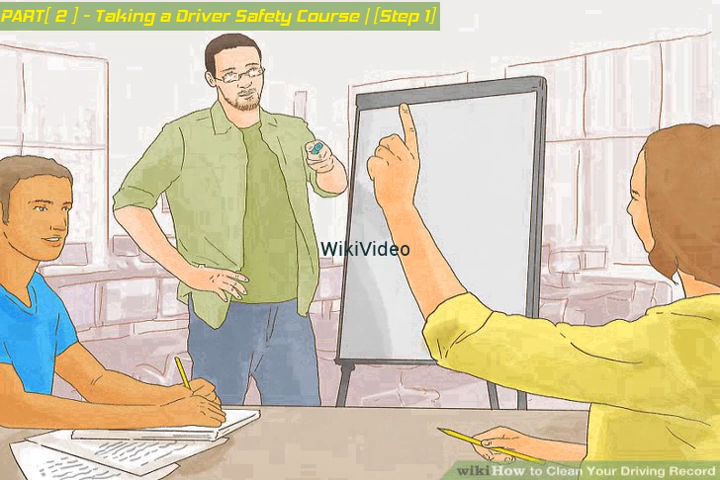 PART[ 2 ] - Taking a Driver Safety Course | [Step 1]
WikiVideo
wikiHow to Clean Your Driving Record